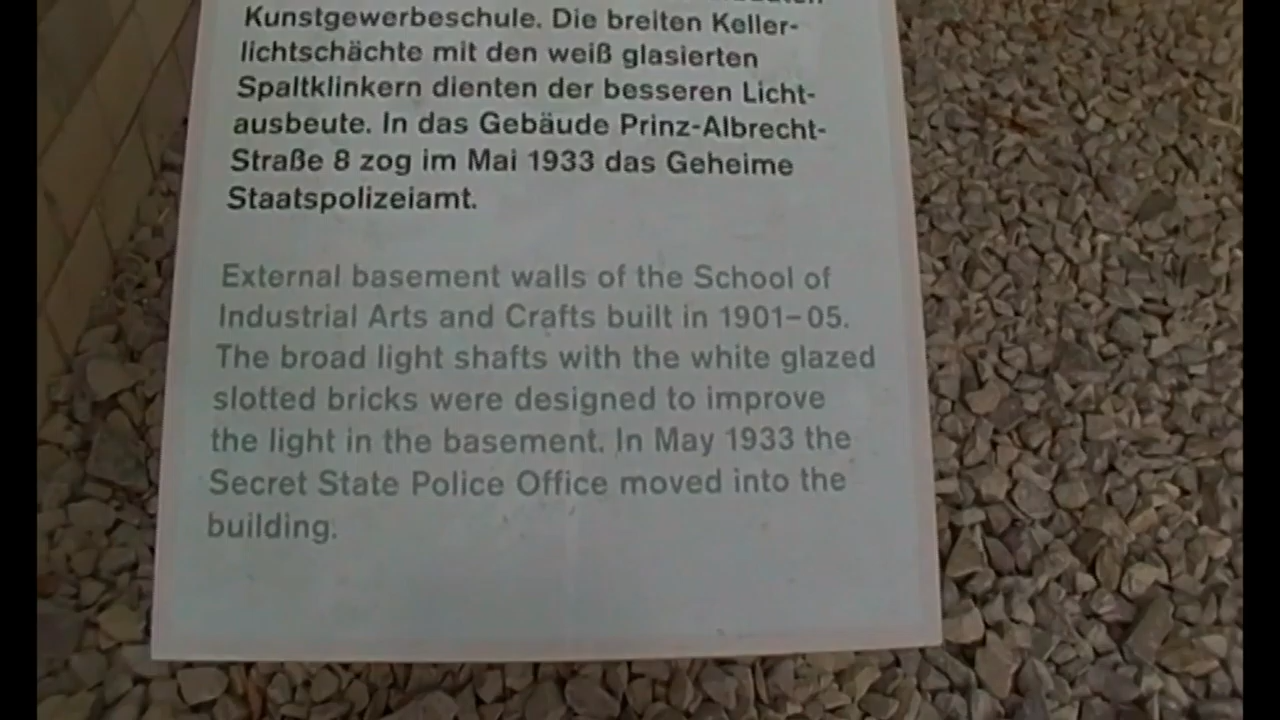 Kunstgewerbeschule. Die breiten Keller-
lichtschächte mit den weiß glasierten
Spaltklinkern dienten der besseren Licht-
ausbeute. In das Gebäude Prinz-Albrecht-
Straße 8 zog im Mai 1933 das Geheime
Staatspolizeiamt.
External basement walls of the School of
Industrial Arts and Crafts built in 1901–05.
The broad light shafts with the white glazed
slotted bricks were designed to improve
the light in the basement. In May 1933 the
Secret State Police Office moved into the
building.